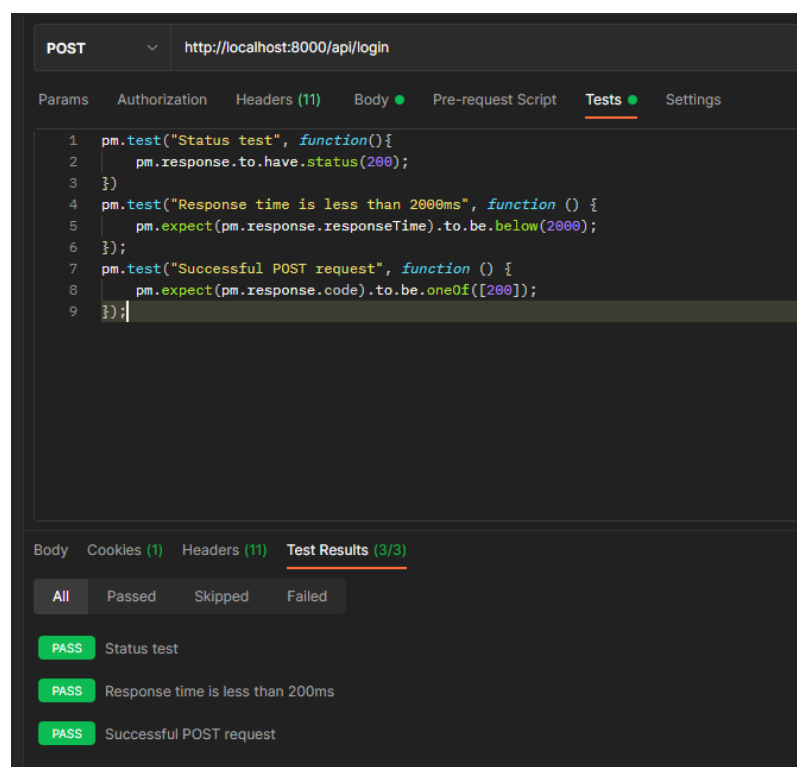 POST http://localhost:8000/api/login
Params Authorization Headers (11) Body Pre-request Script Tests Settings
1 pm.test("Status test", function(){
2 pm.response.to.have.status(200);
3 })
4 pm.test("Response time is less than 2000ms", function () {
5 pm.expect(pm.response.responseTime).to.be.below(2000);
6 });
7 pm.test("Successful POST request", function () {
8 pm.expect(pm.response.code).to.be.oneOf([200]);
9 });
Body Cookies (1) Headers (11) Test Results (3/3)
All Passed Skipped Failed
PASS Status test
PASS Response time is less than 200ms
PASS Successful POST request